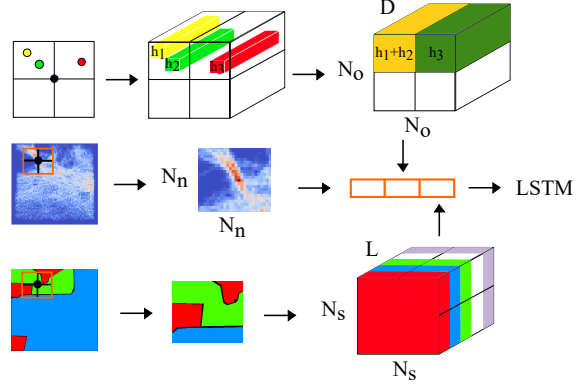 D
h₁
h₂
h₃
h₁+h₂ h₃
Nₒ
Nₒ
Nₙ
Nₙ
LSTM
L
Nₛ
Nₛ